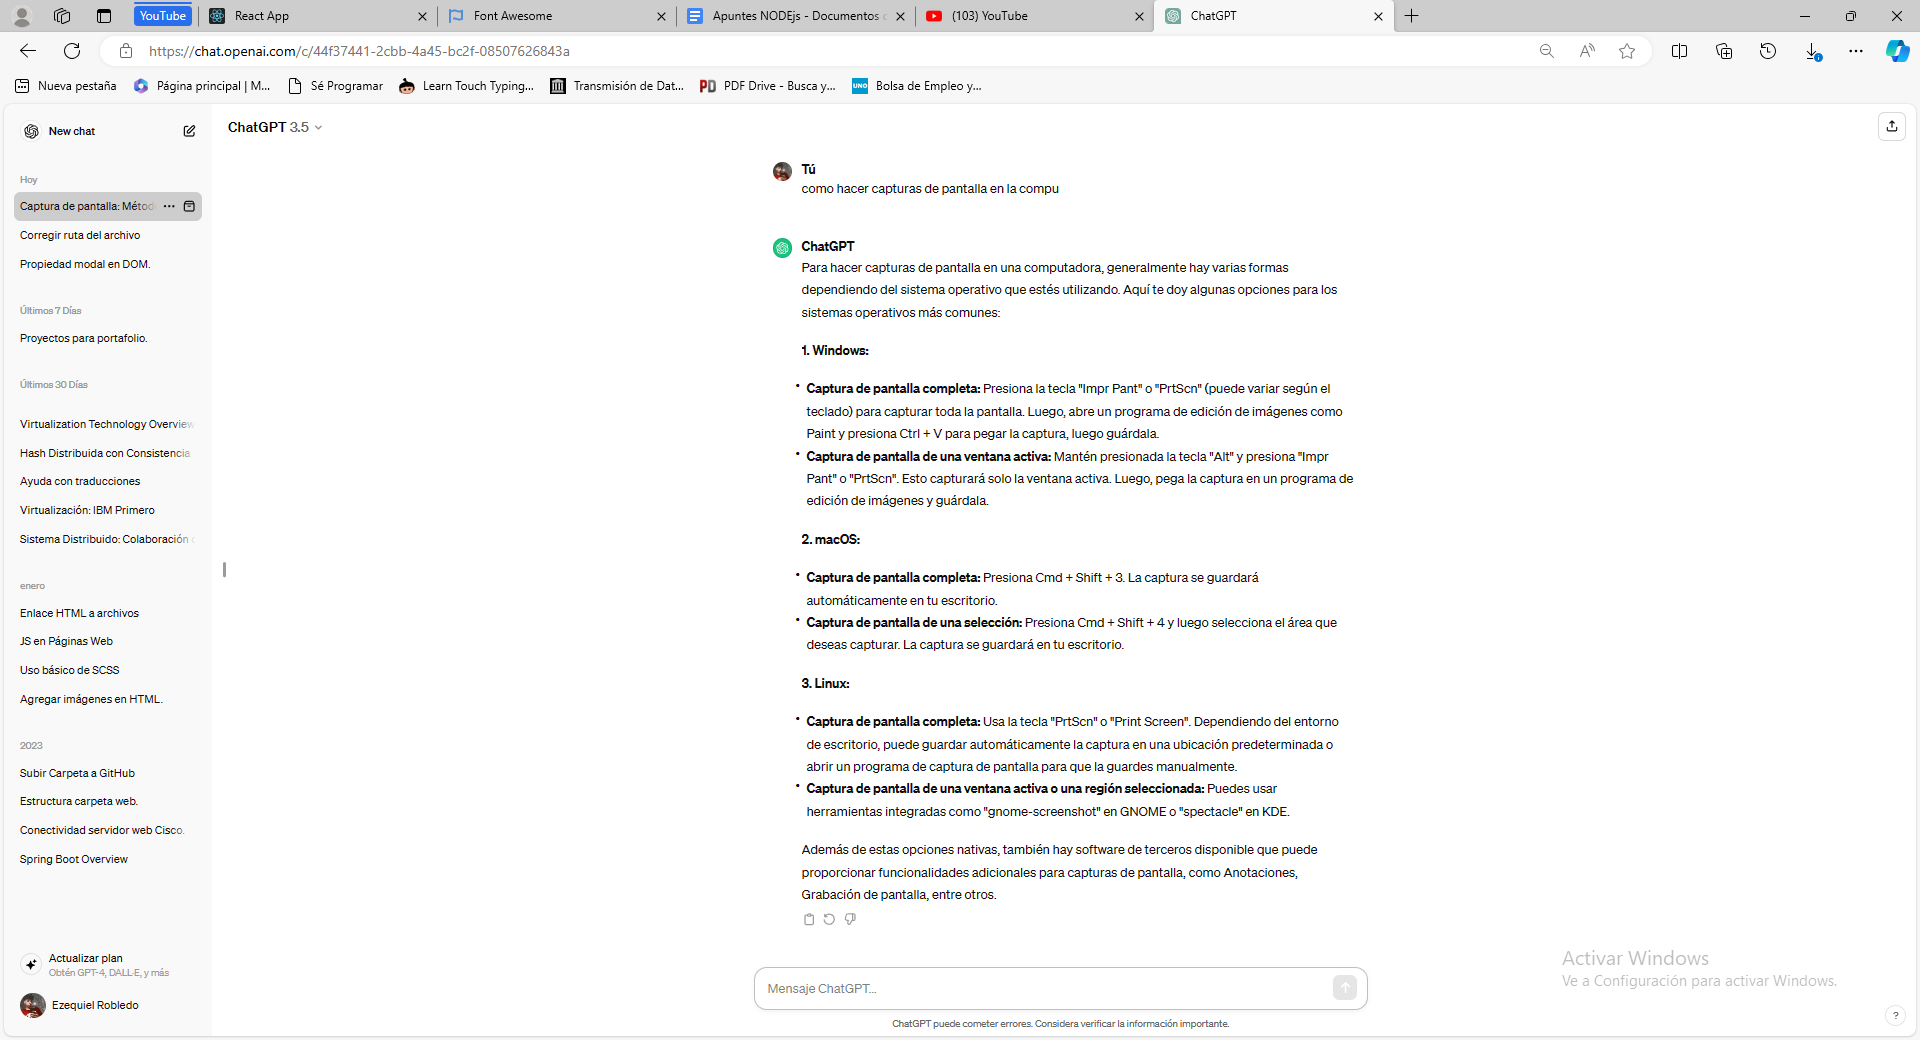 YouTube
React App
Font Awesome
Apuntes NODEjs - Documentos
(103) YouTube
ChatGPT
https://chat.openai.com/c/44f37441-2cbb-4a45-bc2f-08507626843a
Nueva pestaña
Página principal | M...
Sé Programar
Learn Touch Typing...
Transmisión de Dat...
PD
PDF Drive - Busca y...
UNO
Bolsa de Empleo y...
New chat
Hoy
Captura de pantalla: Métod
Corregir ruta del archivo
Propiedad modal en DOM.
Últimos 7 Días
Proyectos para portafolio.
Últimos 30 Días
Virtualization Technology Overview
Hash Distribuida con Consistencia
Ayuda con traducciones
Virtualización: IBM Primero
Sistema Distribuido: Colaboración
enero
Enlace HTML a archivos
JS en Páginas Web
Uso básico de SCSS
Agregar imágenes en HTML.
2023
Subir Carpeta a GitHub
Estructura carpeta web.
Conectividad servidor web Cisco.
Spring Boot Overview
Actualizar plan
Obtén GPT-4, DALL·E, y más
Ezequiel Robledo
ChatGPT 3.5
Tú
como hacer capturas de pantalla en la compu
ChatGPT
Para hacer capturas de pantalla en una computadora, generalmente hay varias formas
dependiendo del sistema operativo que estés utilizando. Aquí te doy algunas opciones para los
sistemas operativos más comunes:
1. Windows:
• Captura de pantalla completa: Presiona la tecla "Impr Pant" o "PrtScn" (puede variar según el
teclado) para capturar toda la pantalla. Luego, abre un programa de edición de imágenes como
Paint y presiona Ctrl + V para pegar la captura, luego guárdala.
• Captura de pantalla de una ventana activa: Mantén presionada la tecla "Alt" y presiona "Impr
Pant" o "PrtScn". Esto capturará solo la ventana activa. Luego, pega la captura en un programa de
edición de imágenes y guárdala.
2. macOS:
• Captura de pantalla completa: Presiona Cmd + Shift + 3. La captura se guardará
automáticamente en tu escritorio.
• Captura de pantalla de una selección: Presiona Cmd + Shift + 4 y luego selecciona el área que
deseas capturar. La captura se guardará en tu escritorio.
3. Linux:
• Captura de pantalla completa: Usa la tecla "PrtScn" o "Print Screen". Dependiendo del entorno
de escritorio, puede guardar automáticamente la captura en una ubicación predeterminada o
abrir un programa de captura de pantalla para que la guardes manualmente.
• Captura de pantalla de una ventana activa o una región seleccionada: Puedes usar
herramientas integradas como "gnome-screenshot" en GNOME o "spectacle" en KDE.
Además de estas opciones nativas, también hay software de terceros disponible que puede
proporcionar funcionalidades adicionales para capturas de pantalla, como Anotaciones,
Grabación de pantalla, entre otros.
Mensaje ChatGPT...
ChatGPT puede cometer errores. Considera verificar la información importante.
Activar Windows
Ve a Configuración para activar Windows.
?